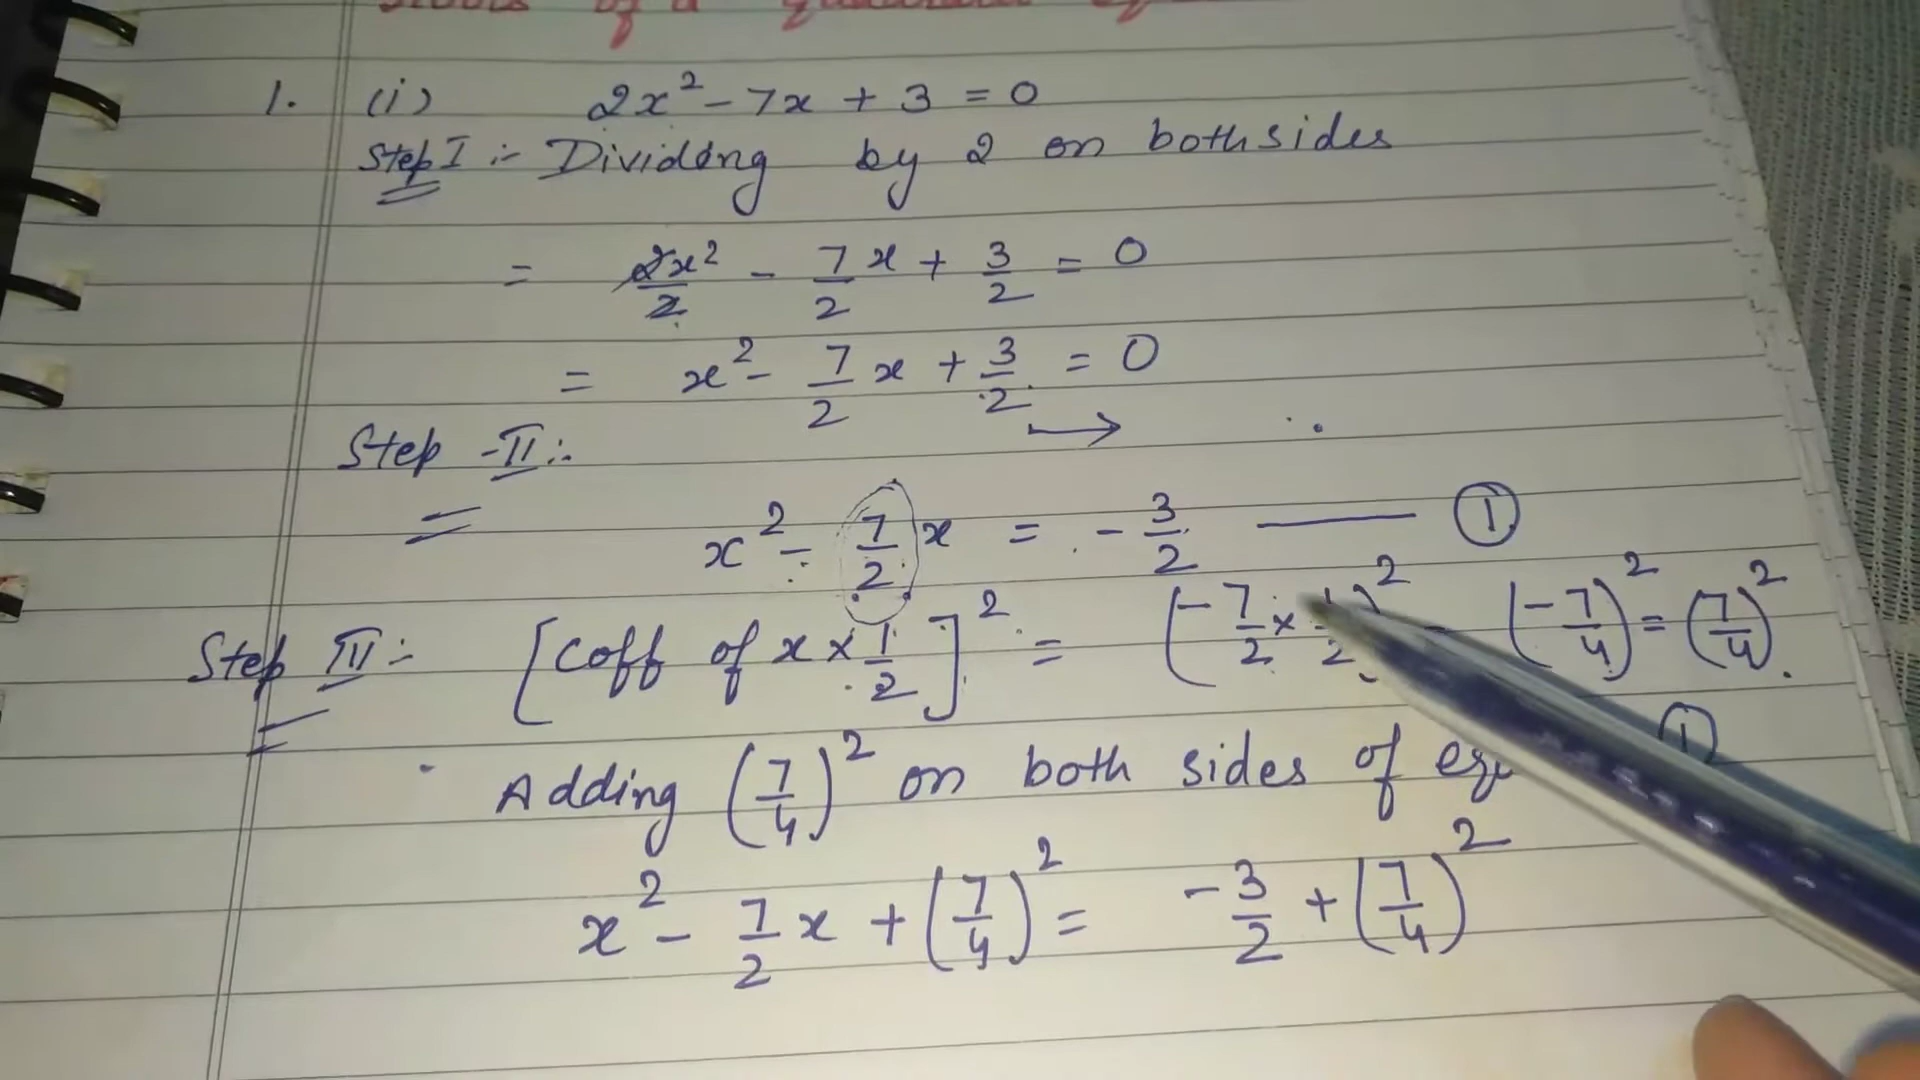 of a
1. (i) 2x² - 7x + 3 = 0
Step I :- Dividing by 2 on both sides
= 2x²/2 - 7/2 x + 3/2 = 0
= x² - 7/2 x + 3/2 = 0
Step - II :-
x² - 7/2 x = - 3/2 ——— ①
Step III :- [Coff of x × 1/2]² = (- 7/2 × 1/2)² = (- 7/4)² = (7/4)².
Adding (7/4)² on both sides of ①
x² - 7/2 x + (7/4)² = - 3/2 + (7/4)²